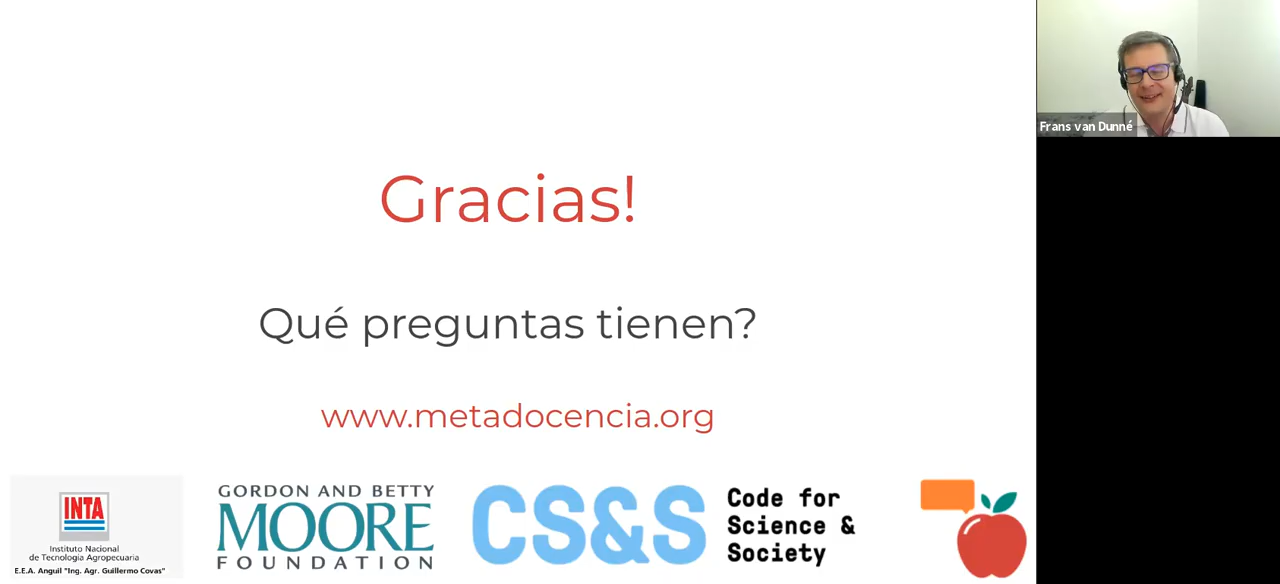 Frans van Dunné
Gracias!
Qué preguntas tienen?
www.metadocencia.org
INTA
Instituto Nacional
de Tecnología Agropecuaria
E.E.A. Anguil "Ing. Agr. Guillermo Covas"
GORDON AND BETTY
MOORE
FOUNDATION
CS&S
Code for
Science &
Society